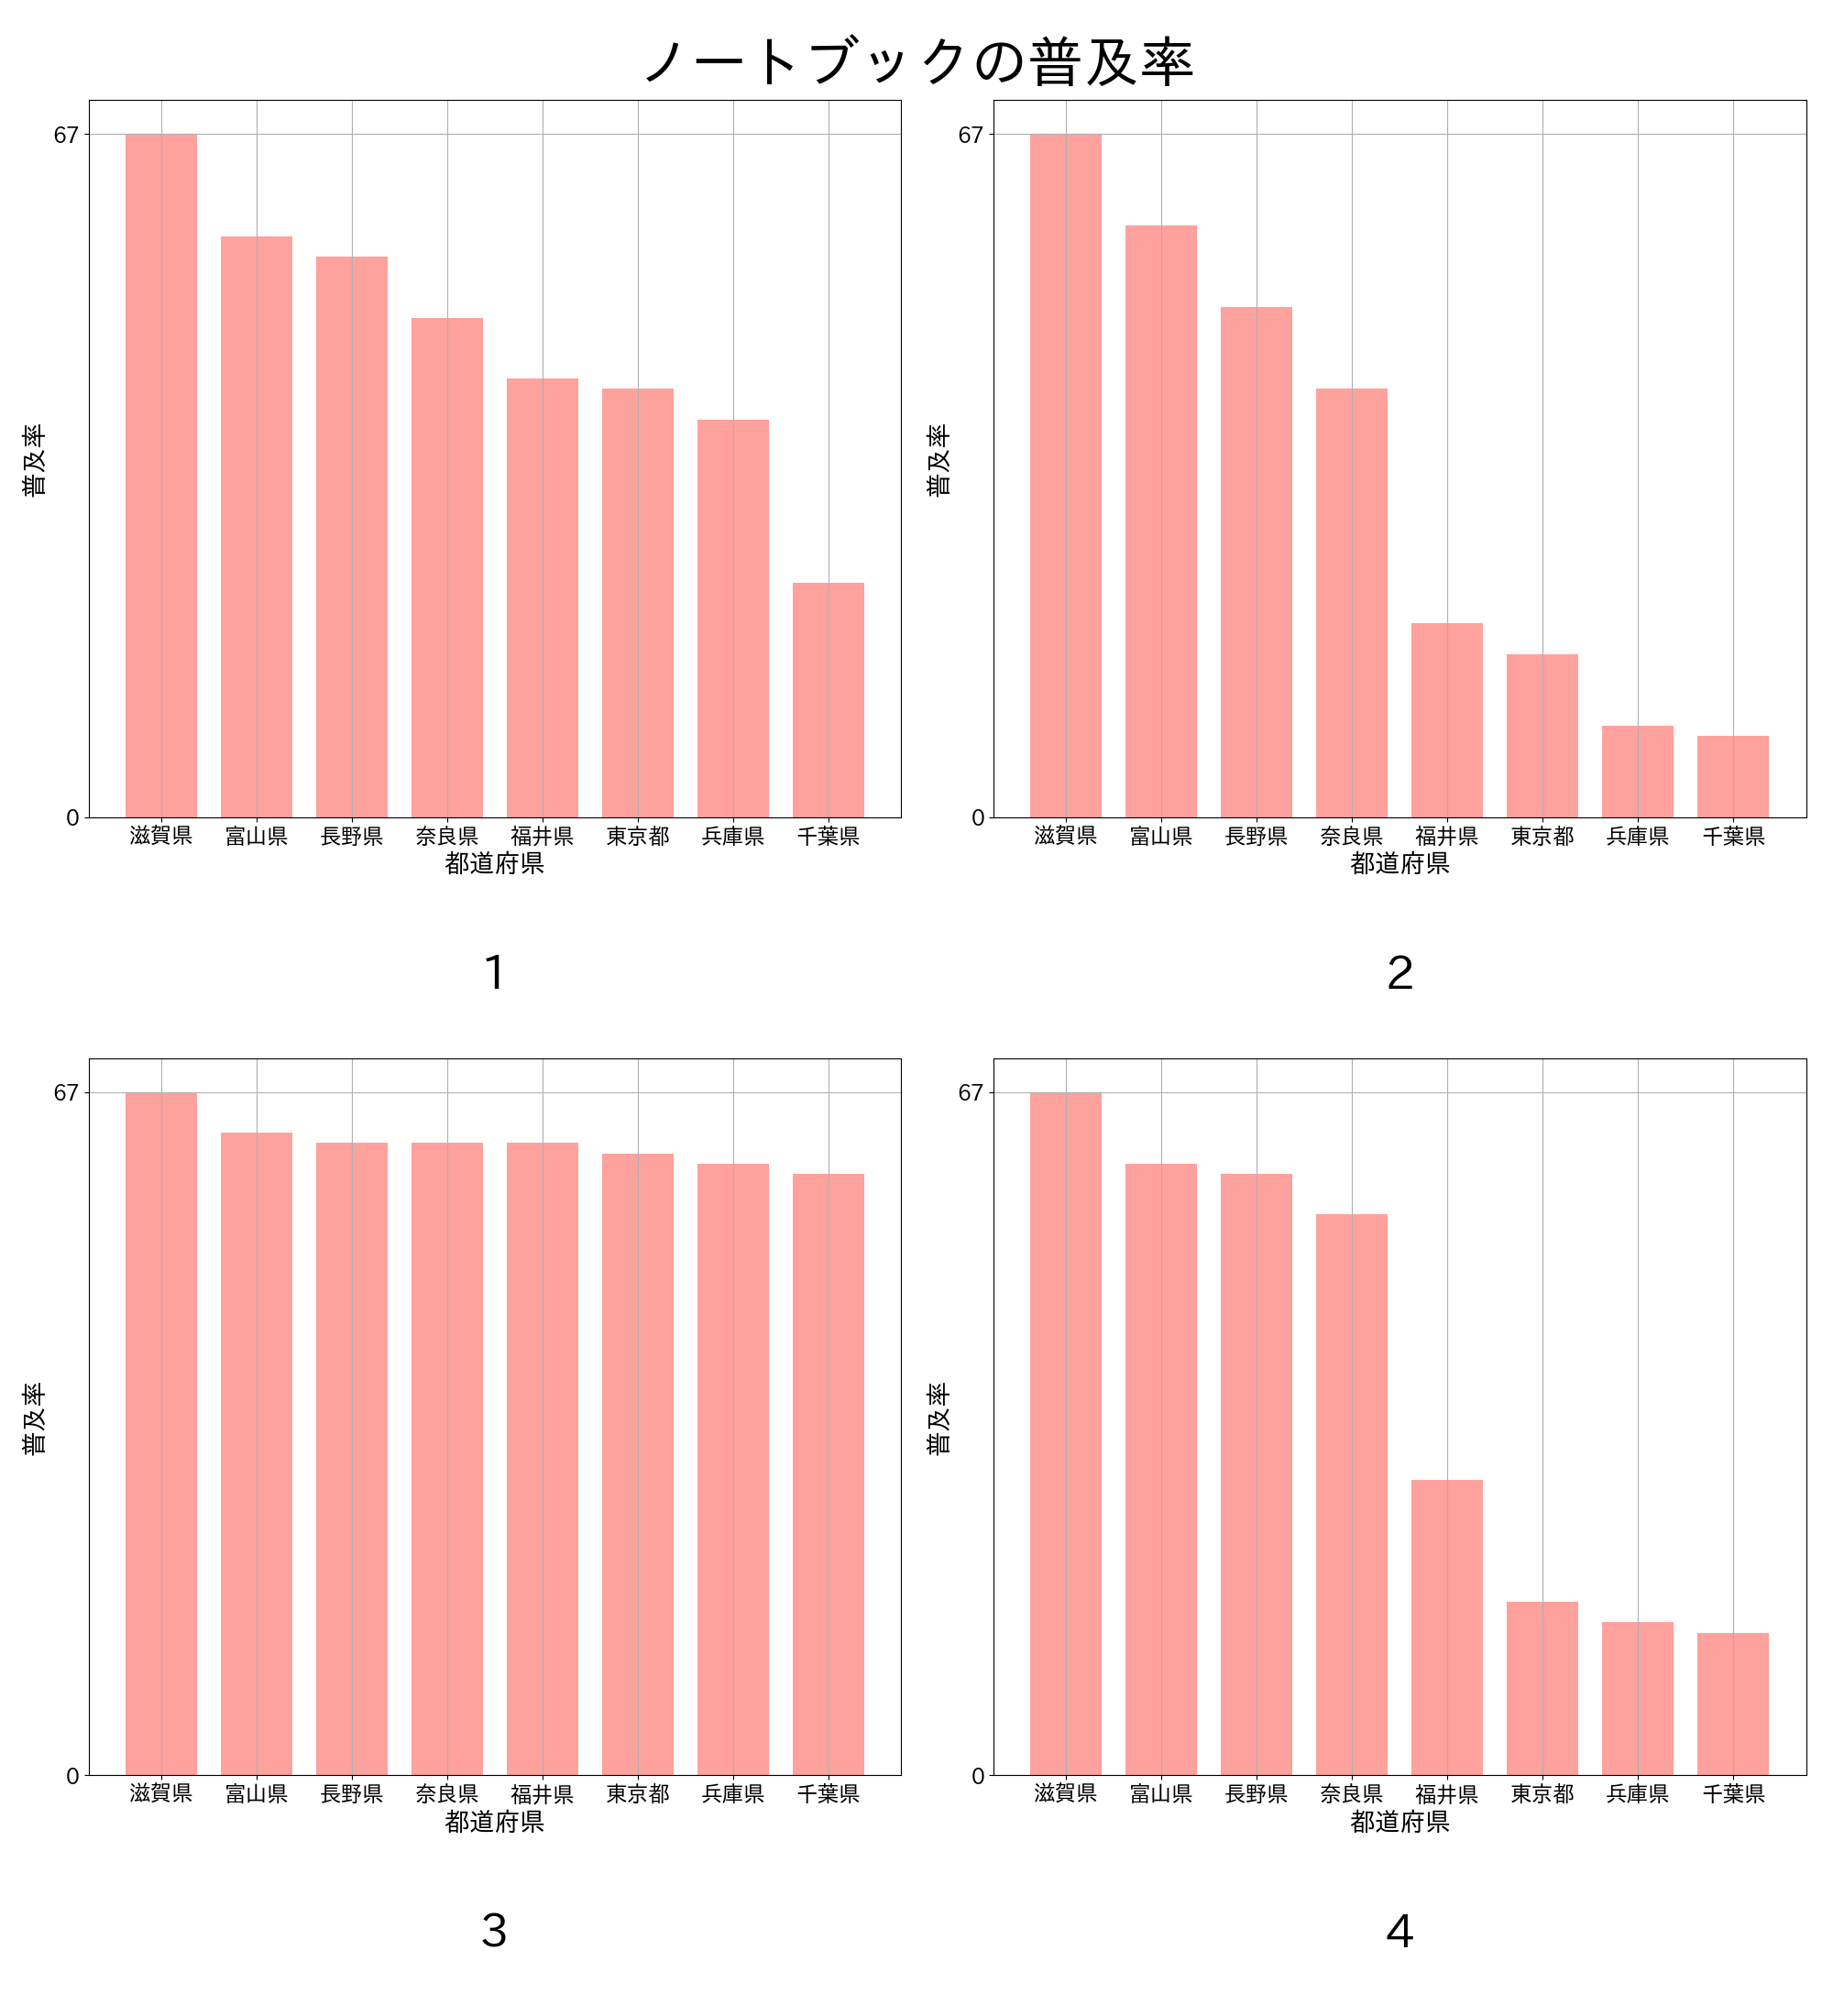 ノートブックの普及率
67
0
普及率
滋賀県 富山県 長野県 奈良県 福井県 東京都 兵庫県 千葉県
都道府県
1
67
0
普及率
滋賀県 富山県 長野県 奈良県 福井県 東京都 兵庫県 千葉県
都道府県
2
67
0
普及率
滋賀県 富山県 長野県 奈良県 福井県 東京都 兵庫県 千葉県
都道府県
3
67
0
普及率
滋賀県 富山県 長野県 奈良県 福井県 東京都 兵庫県 千葉県
都道府県
4